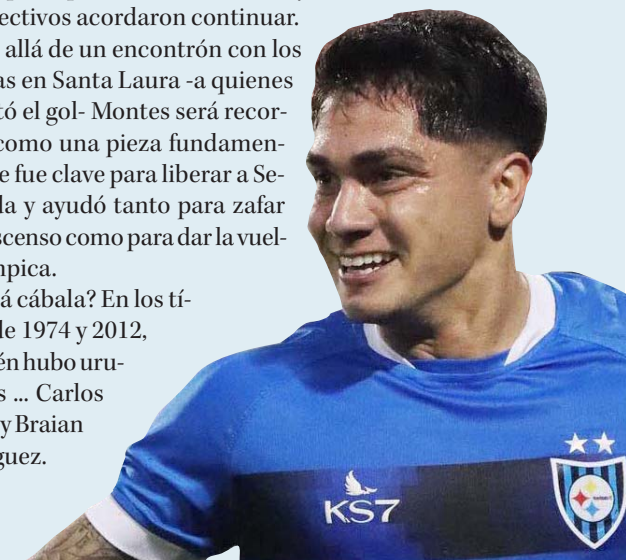 ectivos acordaron continuar.
allá de un encontrón con los
as en Santa Laura -a quienes
tó el gol- Montes será recor-
como una pieza fundamen-
e fue clave para liberar a Se-
la y ayudó tanto para zafar
scenso como para dar la vuel-
mpica.
á cábala? En los tí-
de 1974 y 2012,
én hubo uru-
s ... Carlos
y Braian
guez.
KS7